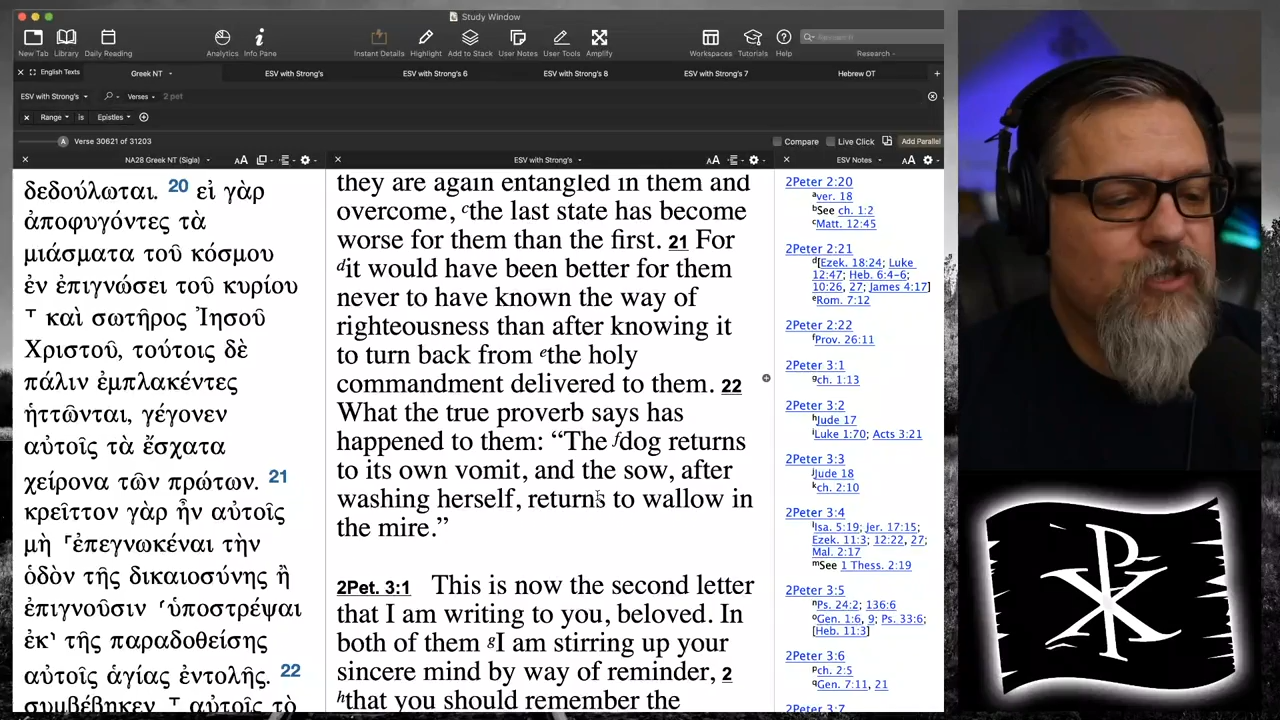 Study Window
New Tab
Library
Daily Reading
Analytics
Info Pane
Instant Details
Highlight
Add to Stack
User Notes
User Tools
Amplify
Workspaces
Tutorials
Help
Research
English Texts
Greek NT
ESV with Strong's
ESV with Strong's 6
ESV with Strong's 8
ESV with Strong's 7
Hebrew OT
ESV with Strong's
Verses
2 pet
Range
is
Epistles
Verse 30621 of 31203
Compare
Live Click
Add Parallel
NA28 Greek NT (Sigla)
δεδούλωται. 20 εἰ γὰρ
ἀποφυγόντες τὰ
μιάσματα τοῦ κόσμου
ἐν ἐπιγνώσει τοῦ κυρίου
⸆ καὶ σωτῆρος Ἰησοῦ
Χριστοῦ, τούτοις δὲ
πάλιν ἐμπλακέντες
ἡττῶνται, γέγονεν
αὐτοῖς τὰ ἔσχατα
χείρονα τῶν πρώτων. 21
κρεῖττον γὰρ ἦν αὐτοῖς
μὴ ⸀ἐπεγνωκέναι τὴν
ὁδὸν τῆς δικαιοσύνης ἢ
ἐπιγνοῦσιν ⸂ὑποστρέψαι
ἐκ⸃ τῆς παραδοθείσης
αὐτοῖς ἁγίας ἐντολῆς. 22
συμβέβηκεν ⸆ αὐτοῖς τὸ
ESV with Strong's
they are again entangled in them and
overcome, cthe last state has become
worse for them than the first. 21 For
dit would have been better for them
never to have known the way of
righteousness than after knowing it
to turn back from ethe holy
commandment delivered to them. 22
What the true proverb says has
happened to them: “The fdog returns
to its own vomit, and the sow, after
washing herself, returns to wallow in
the mire.”
2Pet. 3:1 This is now the second letter
that I am writing to you, beloved. In
both of them gI am stirring up your
sincere mind by way of reminder, 2
hthat you should remember the
ESV Notes
2Peter 2:20
aver. 18
bSee ch. 1:2
cMatt. 12:45
2Peter 2:21
d[Ezek. 18:24; Luke
12:47; Heb. 6:4–6;
10:26, 27; James 4:17]
eRom. 7:12
2Peter 2:22
fProv. 26:11
2Peter 3:1
gch. 1:13
2Peter 3:2
hJude 17
iLuke 1:70; Acts 3:21
2Peter 3:3
jJude 18
kch. 2:10
2Peter 3:4
lIsa. 5:19; Jer. 17:15;
Ezek. 11:3; 12:22, 27;
Mal. 2:17
mSee 1 Thess. 2:19
2Peter 3:5
nPs. 24:2; 136:6
oGen. 1:6, 9; Ps. 33:6;
[Heb. 11:3]
2Peter 3:6
pch. 2:5
qGen. 7:11, 21
2Peter 3:7